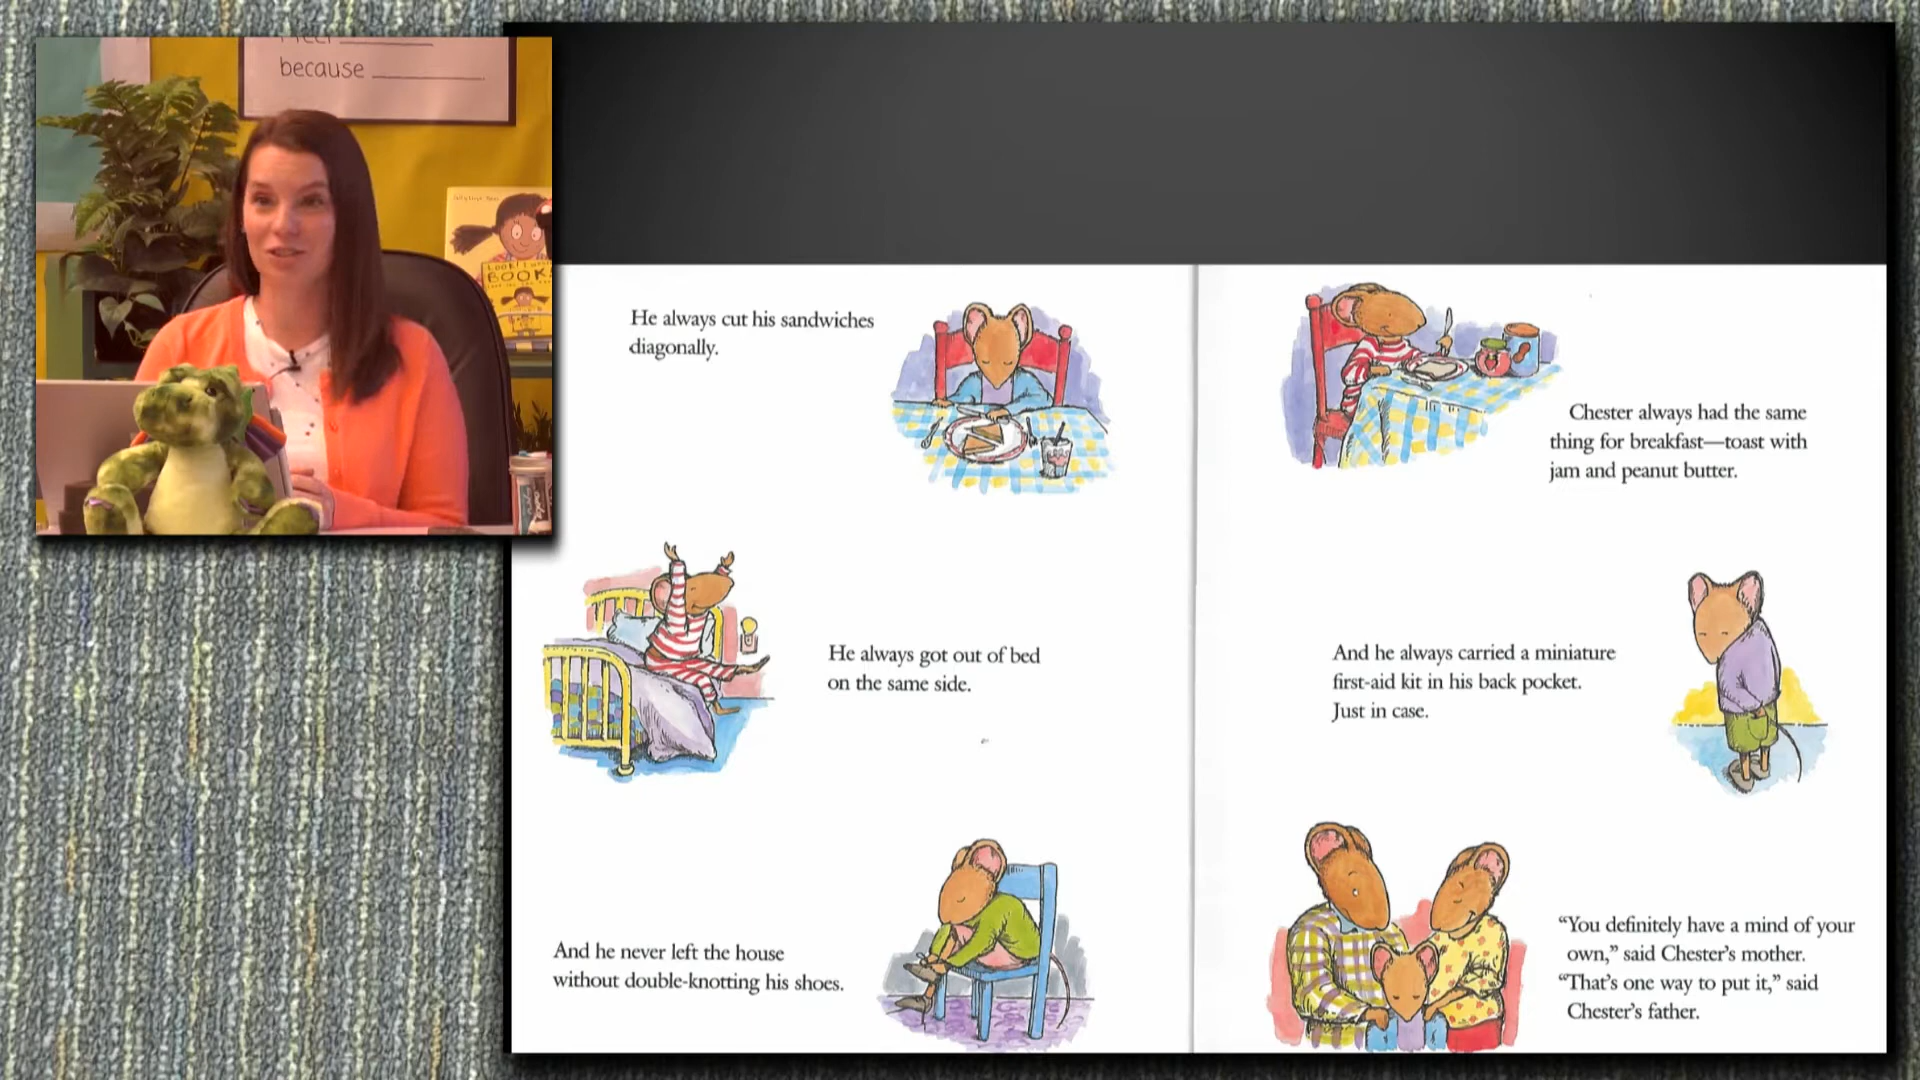 because
LOOK! I
BOOK
He always cut his sandwiches
diagonally.
He always got out of bed
on the same side.
And he never left the house
without double-knotting his shoes.
Chester always had the same
thing for breakfast—toast with
jam and peanut butter.
And he always carried a miniature
first-aid kit in his back pocket.
Just in case.
“You definitely have a mind of your
own,” said Chester’s mother.
“That’s one way to put it,” said
Chester’s father.